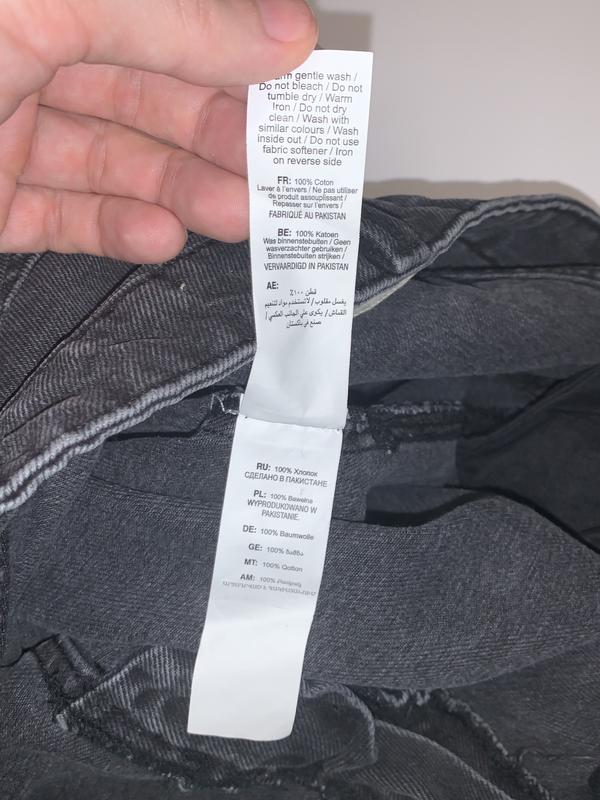 gentle wash /
Do not bleach / Do not
tumble dry / Warm
Iron / Do not dry
clean / Wash with
similar colours / Wash
inside out / Do not use
fabric softener / Iron
on reverse side
FR: 100% Coton
Laver à l'envers / Ne pas utiliser
de produit assouplissant /
Repasser sur l'envers /
FABRIQUÉ AU PAKISTAN
BE: 100% Katoen
Was binnenstebuiten / Geen
wasverzachter gebruiken /
Binnenstebuiten strijken /
VERVAARDIGD IN PAKISTAN
AE:
قطن ١٠٠٪
يغسل مقلوب / لاتستخدم مواد لتنعيم
القماش / يكوى علي الجانب العكسي /
صنع في باكستان
RU: 100% Хлопок
СДЕЛАНО В ПАКИСТАНЕ
PL: 100% Bawełna
WYPRODUKOWANO W
PAKISTANIE.
DE: 100% Baumwolle
GE: 100% ბამბა
MT: 100% Qotton
AM: 100%